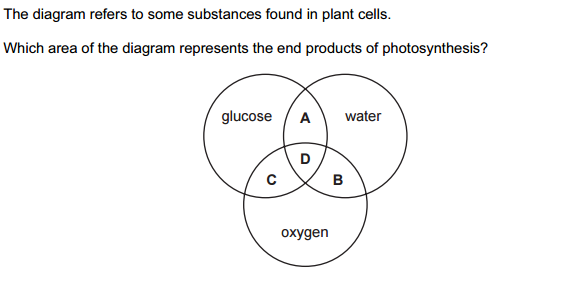 The diagram refers to some substances found in plant cells.
Which area of the diagram represents the end products of photosynthesis?
glucose A water
D
C B
oxygen